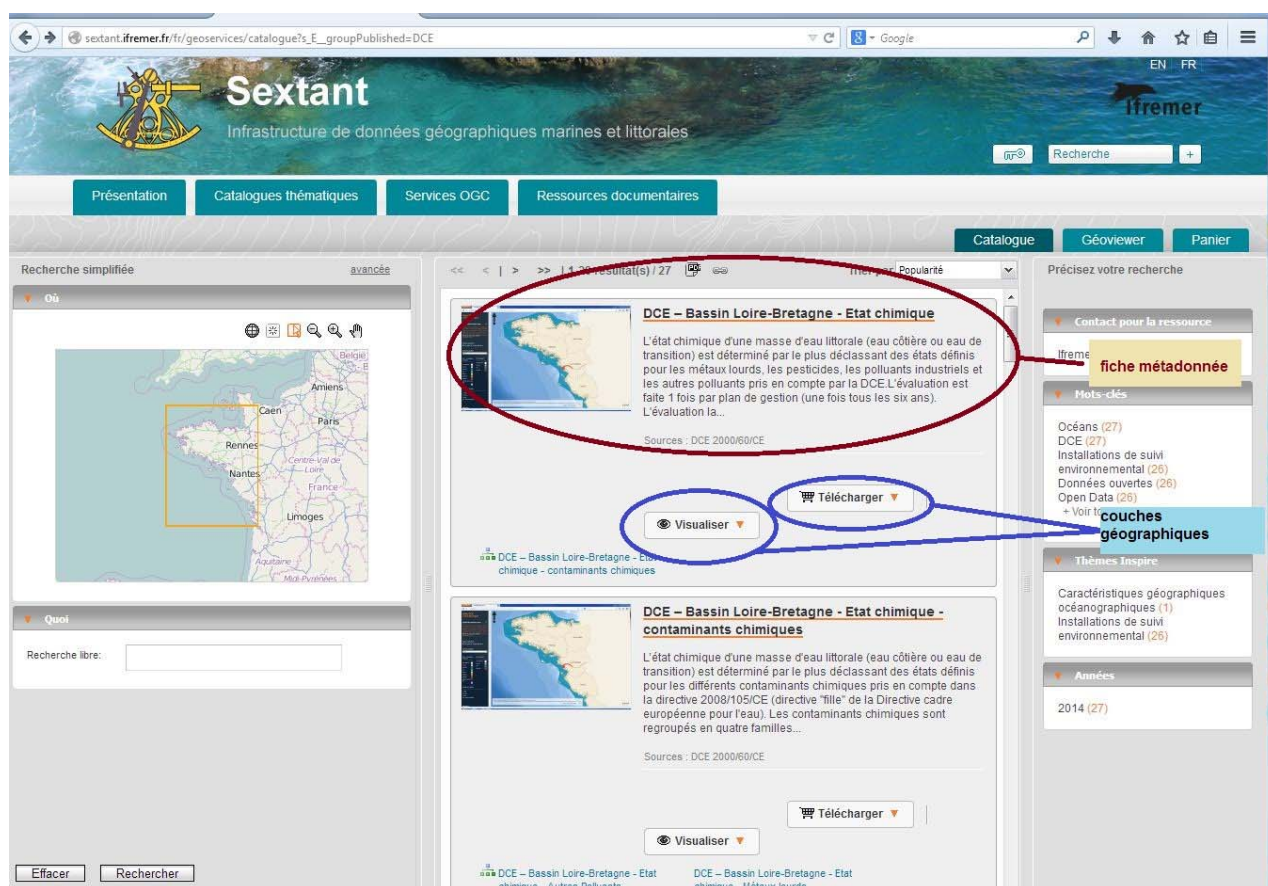 sextant.ifremer.fr/fr/geoservices/catalogue?s_E__groupPublished=DCE
Google
EN FR
Sextant
Infrastructure de données géographiques marines et littorales
Ifremer
Recherche +
Présentation
Catalogues thématiques
Services OGC
Ressources documentaires
Catalogue
Géoviewer
Panier
Recherche simplifiée
avancée
Où
Belgie
Amiens
Caen
Paris
Rennes
Centre-Val de
Loire
Nantes
France
Limoges
Aquitaine
Midi-Pyrénées
Quoi
Recherche libre:
Effacer
Rechercher
<< < | > >> | résultat(s) / 27
Trier par Popularité
DCE – Bassin Loire-Bretagne - Etat chimique
L'état chimique d'une masse d'eau littorale (eau côtière ou eau de
transition) est déterminé par le plus déclassant des états définis
pour les métaux lourds, les pesticides, les polluants industriels et
les autres polluants pris en compte par la DCE.L'évaluation est
faite 1 fois par plan de gestion (une fois tous les six ans).
L'évaluation la...
Sources : DCE 2000/60/CE
Télécharger
Visualiser
DCE – Bassin Loire-Bretagne - Etat
chimique - contaminants chimiques
DCE – Bassin Loire-Bretagne - Etat chimique -
contaminants chimiques
L'état chimique d'une masse d'eau littorale (eau côtière ou eau de
transition) est déterminé par le plus déclassant des états définis
pour les différents contaminants chimiques pris en compte dans
la directive 2008/105/CE (directive "fille" de la Directive cadre
européenne pour l'eau). Les contaminants chimiques sont
regroupés en quatre familles...
Sources : DCE 2000/60/CE
Télécharger
Visualiser
DCE – Bassin Loire-Bretagne - Etat
chimique - Autres Polluants
DCE – Bassin Loire-Bretagne - Etat
chimique - Métaux lourds
Précisez votre recherche
Contact pour la ressource
fiche métadonnée
Mots-clés
Océans (27)
DCE (27)
Installations de suivi
environnemental (26)
Données ouvertes (26)
Open Data (26)
+ Voir
couches
géographiques
Thèmes Inspire
Caractéristiques géographiques
océanographiques (1)
Installations de suivi
environnemental (26)
Années
2014 (27)